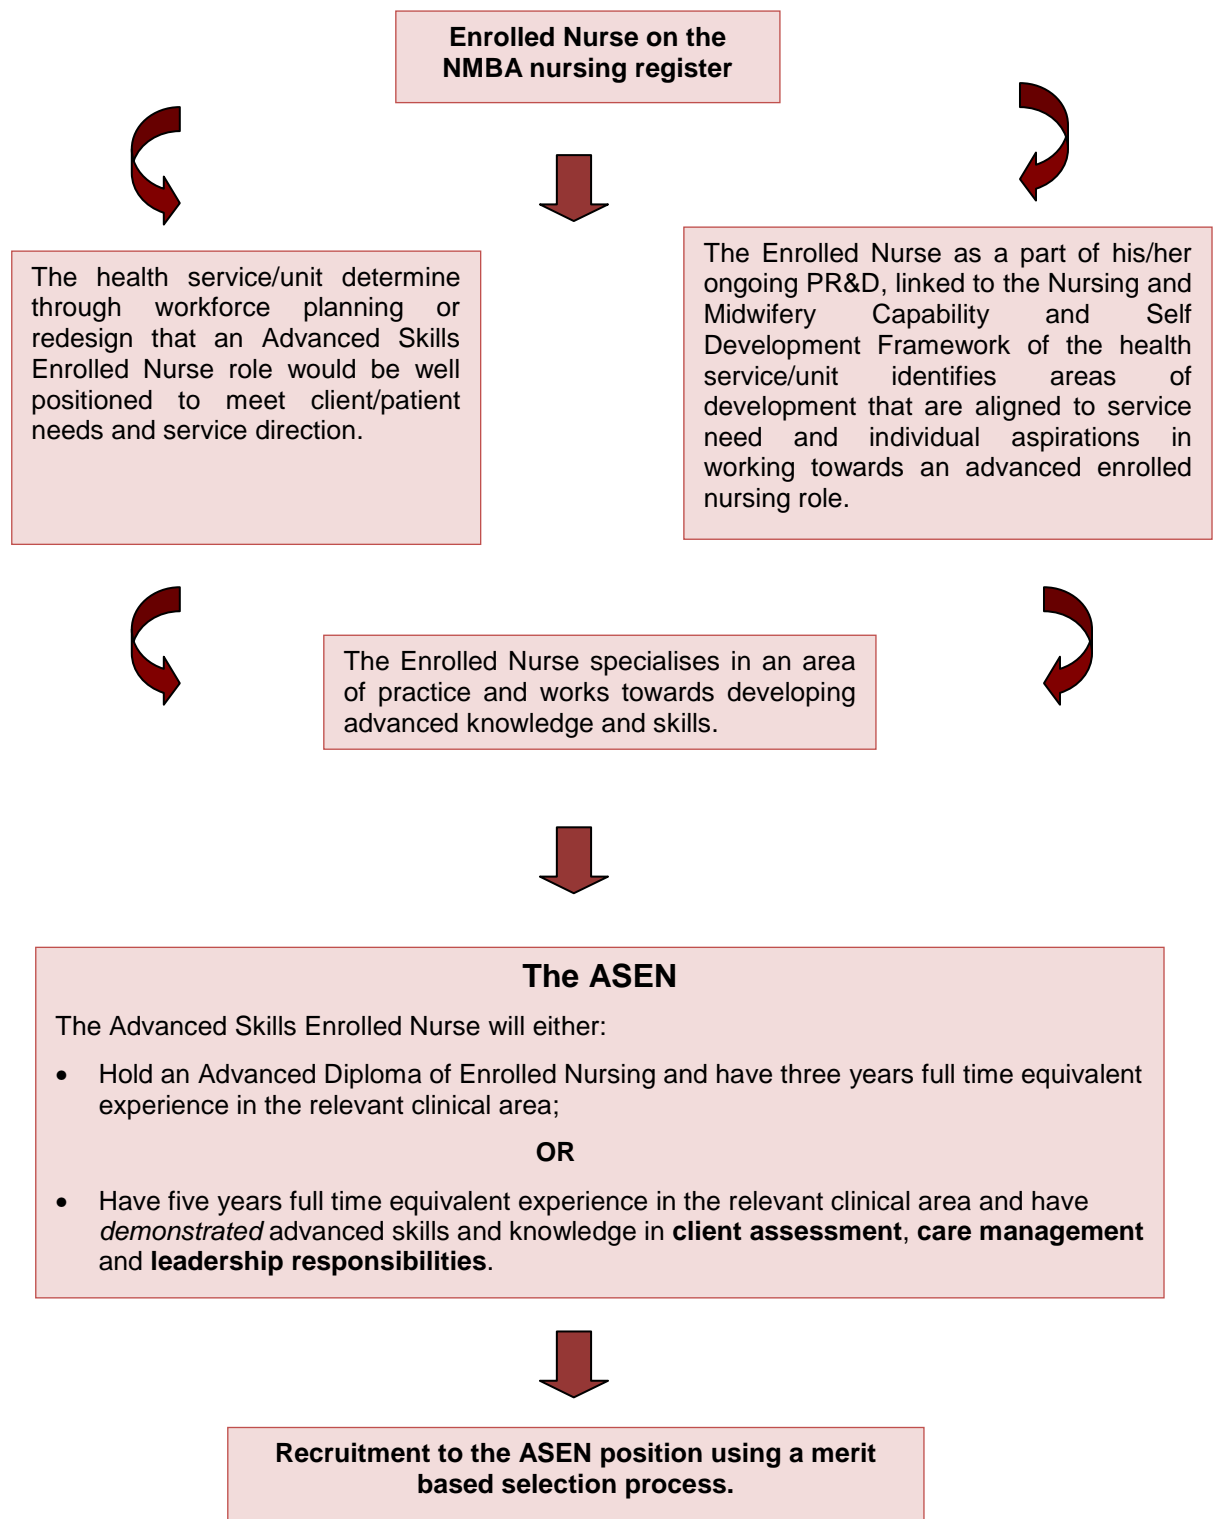 Enrolled Nurse on the
NMBA nursing register
The health service/unit determine
through workforce planning or
redesign that an Advanced Skills
Enrolled Nurse role would be well
positioned to meet client/patient
needs and service direction.
The Enrolled Nurse as a part of his/her
ongoing PR&D, linked to the Nursing and
Midwifery Capability and Self
Development Framework of the health
service/unit identifies areas of
development that are aligned to service
need and individual aspirations in
working towards an advanced enrolled
nursing role.
The Enrolled Nurse specialises in an area
of practice and works towards developing
advanced knowledge and skills.
The ASEN
The Advanced Skills Enrolled Nurse will either:
• Hold an Advanced Diploma of Enrolled Nursing and have three years full time equivalent
experience in the relevant clinical area;
OR
• Have five years full time equivalent experience in the relevant clinical area and have
demonstrated advanced skills and knowledge in client assessment, care management
and leadership responsibilities.
Recruitment to the ASEN position using a merit
based selection process.